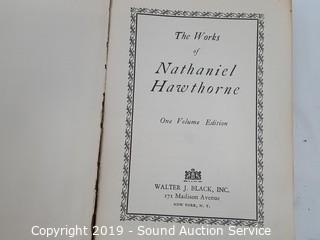 The Works
of
Nathaniel
Hawthorne
One Volume Edition
WALTER J. BLACK, INC.
171 Madison Avenue
NEW YORK, N. Y.
Copyright 2019 - Sound Auction Service